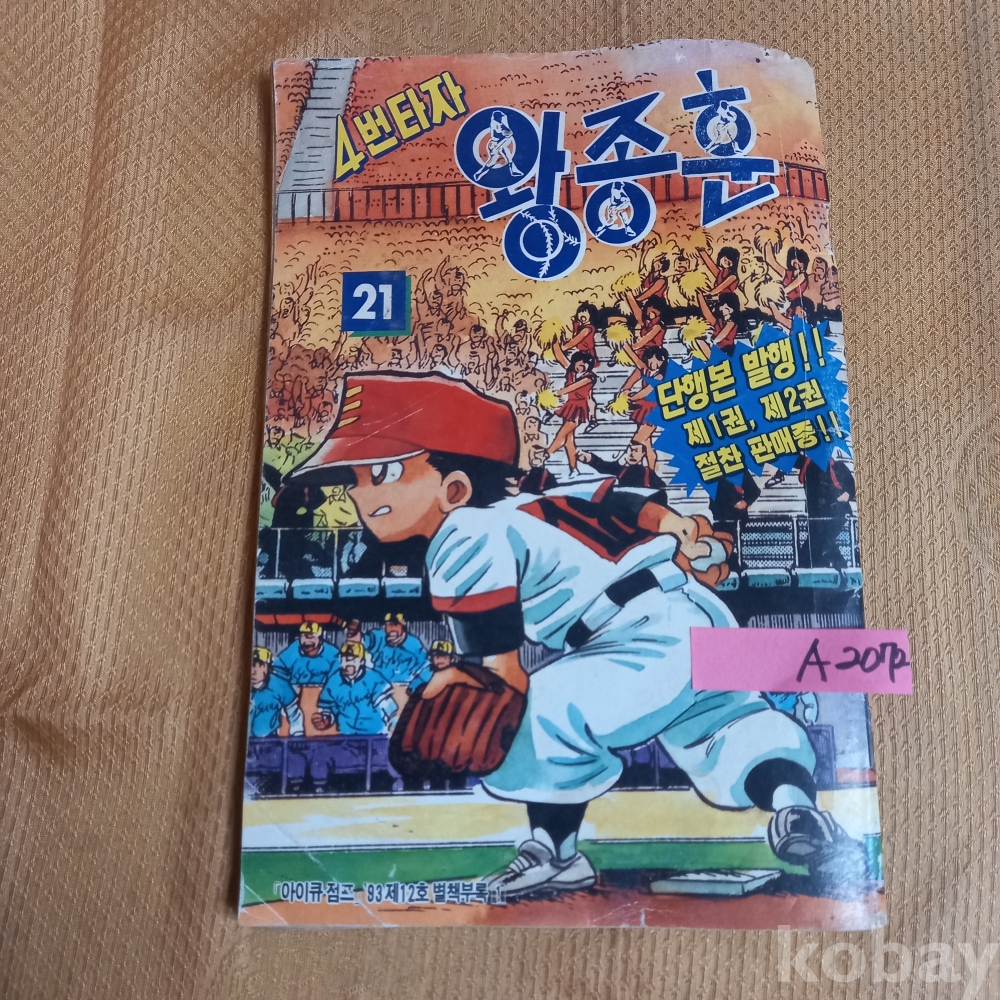 4번타자
왕종훈
21
단행본 발행!!
제1권, 제2권
절찬 판매중!!
A2072
「아이큐점프」 '93 제12호 별책부록 1
kobay